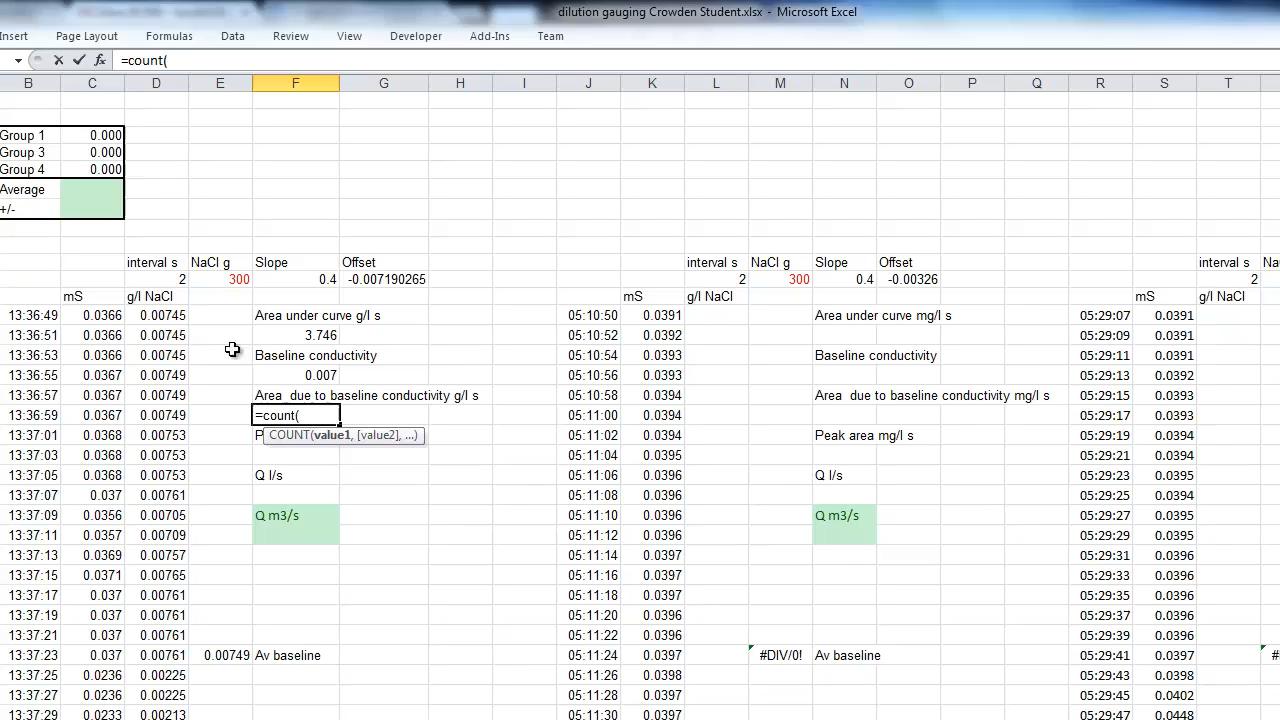 dilution gauging Crowden Student.xlsx - Microsoft Excel
Insert Page Layout Formulas Data Review View Developer Add-Ins Team
fx =count(
B C D E F G H I J K L M N O P Q R S T
Group 1 0.000
Group 3 0.000
Group 4 0.000
Average
+/-
interval s NaCl g Slope Offset interval s NaCl g Slope Offset interval s Na
2 300 0.4 -0.007190265 2 300 0.4 -0.00326 2
mS g/l NaCl mS g/l NaCl mS g/l NaCl
13:36:49 0.0366 0.00745 Area under curve g/l s 05:10:50 0.0391 Area under curve mg/l s 05:29:07 0.0391
13:36:51 0.0366 0.00745 3.746 05:10:52 0.0392 05:29:09 0.0391
13:36:53 0.0366 0.00745 Baseline conductivity 05:10:54 0.0393 Baseline conductivity 05:29:11 0.0391
13:36:55 0.0367 0.00749 0.007 05:10:56 0.0393 05:29:13 0.0392
13:36:57 0.0367 0.00749 Area due to baseline conductivity g/l s 05:10:58 0.0394 Area due to baseline conductivity mg/l s 05:29:15 0.0393
13:36:59 0.0367 0.00749 =count( 05:11:00 0.0394 05:29:17 0.0393
13:37:01 0.0368 0.00753 P COUNT(value1, [value2], ...) 05:11:02 0.0394 Peak area mg/l s 05:29:19 0.0394
13:37:03 0.0368 0.00753 05:11:04 0.0395 05:29:21 0.0394
13:37:05 0.0368 0.00753 Q l/s 05:11:06 0.0396 Q l/s 05:29:23 0.0395
13:37:07 0.037 0.00761 05:11:08 0.0396 05:29:25 0.0394
13:37:09 0.0356 0.00705 Q m3/s 05:11:10 0.0396 Q m3/s 05:29:27 0.0395
13:37:11 0.0357 0.00709 05:11:12 0.0396 05:29:29 0.0395
13:37:13 0.0369 0.00757 05:11:14 0.0397 05:29:31 0.0396
13:37:15 0.0371 0.00765 05:11:16 0.0397 05:29:33 0.0396
13:37:17 0.037 0.00761 05:11:18 0.0397 05:29:35 0.0395
13:37:19 0.037 0.00761 05:11:20 0.0396 05:29:37 0.0395
13:37:21 0.037 0.00761 05:11:22 0.0396 05:29:39 0.0396
13:37:23 0.037 0.00761 0.00749 Av baseline 05:11:24 0.0397 #DIV/0! Av baseline 05:29:41 0.0397 #
13:37:25 0.0236 0.00225 05:11:26 0.0398 05:29:43 0.0398
13:37:27 0.0236 0.00225 05:11:28 0.0397 05:29:45 0.0402
13:37:29 0.0233 0.00213 05:11:30 0.0397 05:29:47 0.0448